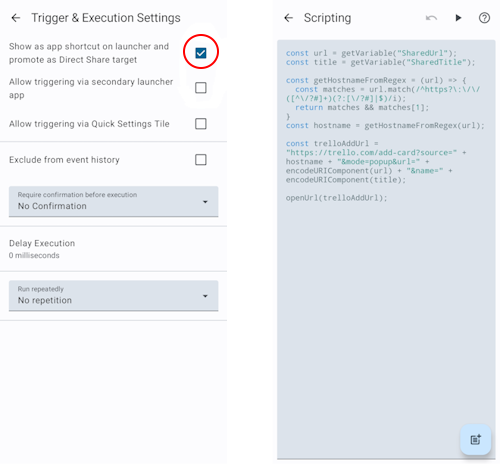 Trigger & Execution Settings
Show as app shortcut on launcher and
promote as Direct Share target
Allow triggering via secondary launcher
app
Allow triggering via Quick Settings Tile
Exclude from event history
Require confirmation before execution
No Confirmation
Delay Execution
0 milliseconds
Run repeatedly
No repetition
Scripting
const url = getVariable("SharedUrl");
const title = getVariable("SharedTitle");
const getHostnameFromRegex = (url) => {
const matches = url.match(/^https?\:\/\/
([^\/?#]+)(?:[\/?#]|$)/i);
return matches && matches[1];
}
const hostname = getHostnameFromRegex(url);
const trelloAddUrl =
"https://trello.com/add-card?source=" +
hostname + "&mode=popup&url=" +
encodeURIComponent(url) + "&name=" +
encodeURIComponent(title);
openUrl(trelloAddUrl);